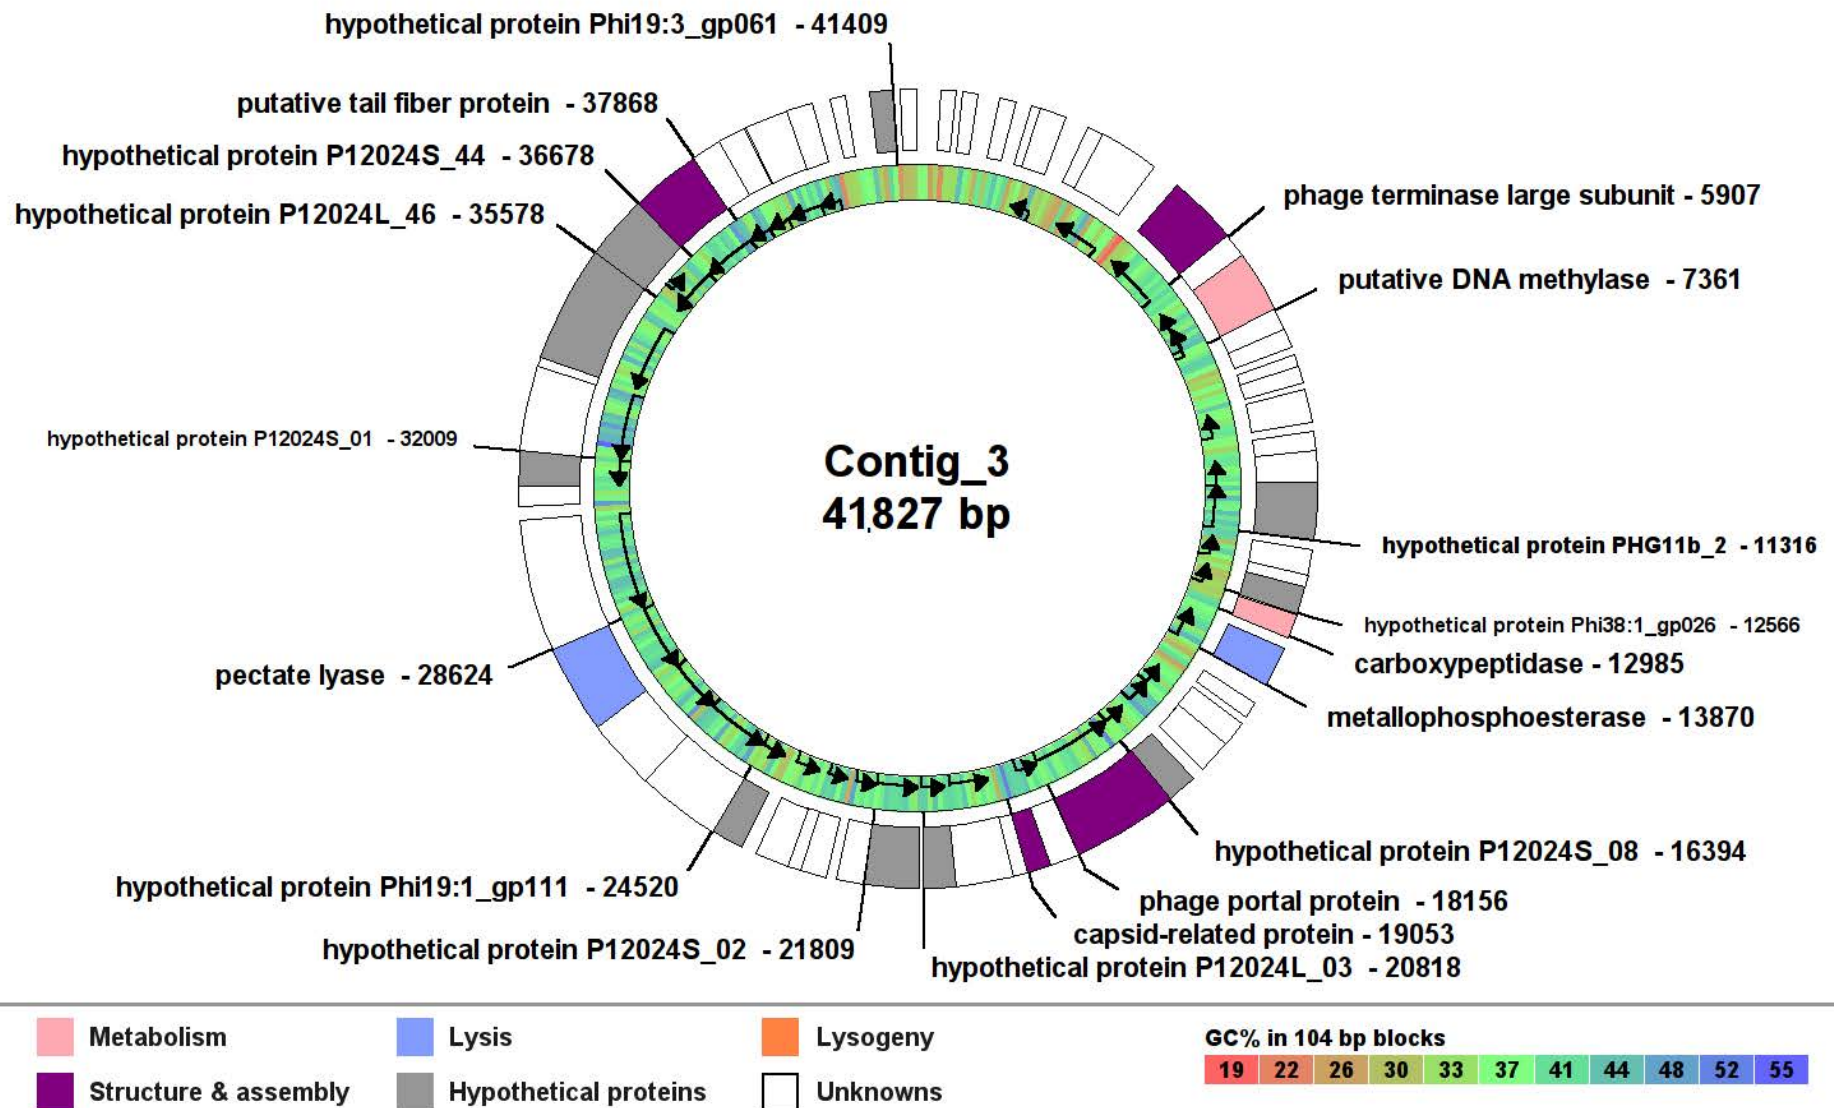 hypothetical protein Phi19:3_gp061 - 41409
putative tail fiber protein - 37868
hypothetical protein P12024S_44 - 36678
hypothetical protein P12024L_46 - 35578
phage terminase large subunit - 5907
putative DNA methylase - 7361
Contig_3
41,827 bp
hypothetical protein P12024S_01 - 32009
hypothetical protein PHG11b_2 - 11316
hypothetical protein Phi38:1_gp026 - 12566
carboxypeptidase - 12985
pectate lyase - 28624
metallophosphoesterase - 13870
hypothetical protein P12024S_08 - 16394
hypothetical protein Phi19:1_gp111 - 24520
phage portal protein - 18156
capsid-related protein - 19053
hypothetical protein P12024S_02 - 21809
hypothetical protein P12024L_03 - 20818
Metabolism
Lysis
Lysogeny
Structure & assembly
Hypothetical proteins
Unknowns
GC% in 104 bp blocks
19 22 26 30 33 37 41 44 48 52 55